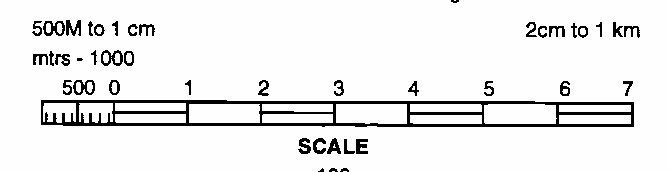 500M to 1 cm 2cm to 1 km
mtrs - 1000
500 0 1 2 3 4 5 6 7
SCALE